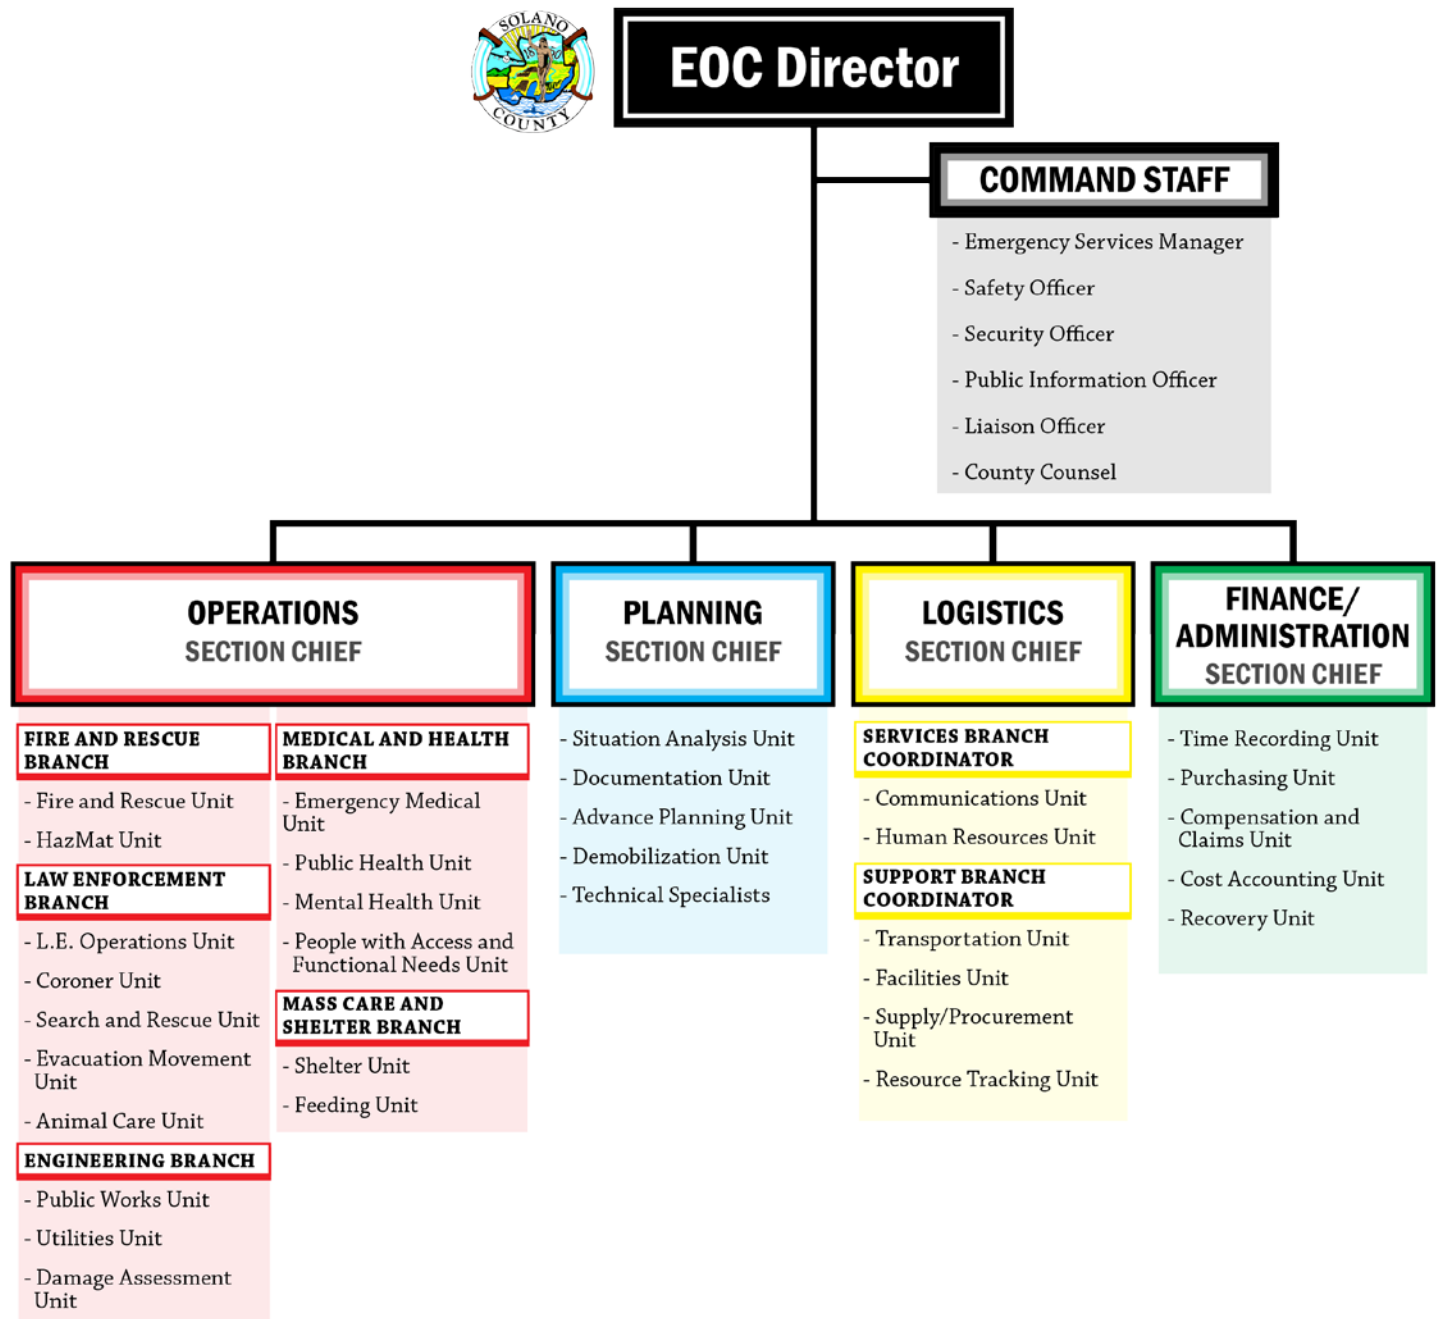 SOLANO
COUNTY
EOC Director
COMMAND STAFF
- Emergency Services Manager
- Safety Officer
- Security Officer
- Public Information Officer
- Liaison Officer
- County Counsel
OPERATIONS
SECTION CHIEF
FIRE AND RESCUE
BRANCH
- Fire and Rescue Unit
- HazMat Unit
LAW ENFORCEMENT
BRANCH
- L.E. Operations Unit
- Coroner Unit
- Search and Rescue Unit
- Evacuation Movement
Unit
- Animal Care Unit
ENGINEERING BRANCH
- Public Works Unit
- Utilities Unit
- Damage Assessment
Unit
MEDICAL AND HEALTH
BRANCH
- Emergency Medical
Unit
- Public Health Unit
- Mental Health Unit
- People with Access and
Functional Needs Unit
MASS CARE AND
SHELTER BRANCH
- Shelter Unit
- Feeding Unit
PLANNING
SECTION CHIEF
- Situation Analysis Unit
- Documentation Unit
- Advance Planning Unit
- Demobilization Unit
- Technical Specialists
LOGISTICS
SECTION CHIEF
SERVICES BRANCH
COORDINATOR
- Communications Unit
- Human Resources Unit
SUPPORT BRANCH
COORDINATOR
- Transportation Unit
- Facilities Unit
- Supply/Procurement
Unit
- Resource Tracking Unit
FINANCE/
ADMINISTRATION
SECTION CHIEF
- Time Recording Unit
- Purchasing Unit
- Compensation and
Claims Unit
- Cost Accounting Unit
- Recovery Unit